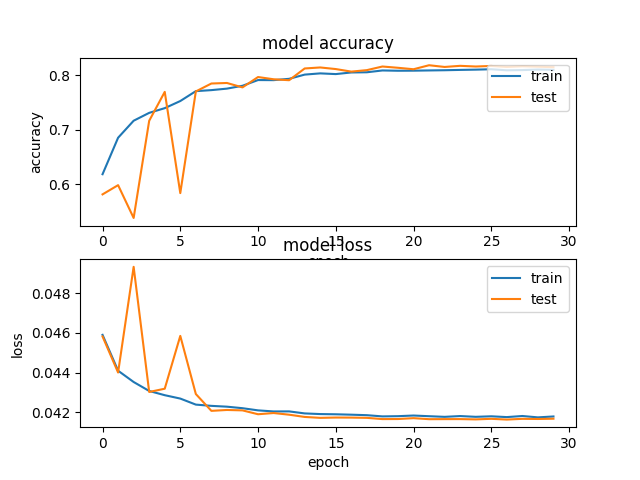 model accuracy
accuracy
0.8
0.7
0.6
train
test
0 5 10 15 20 25 30
epoch
model loss
loss
0.048
0.046
0.044
0.042
train
test
0 5 10 15 20 25 30
epoch